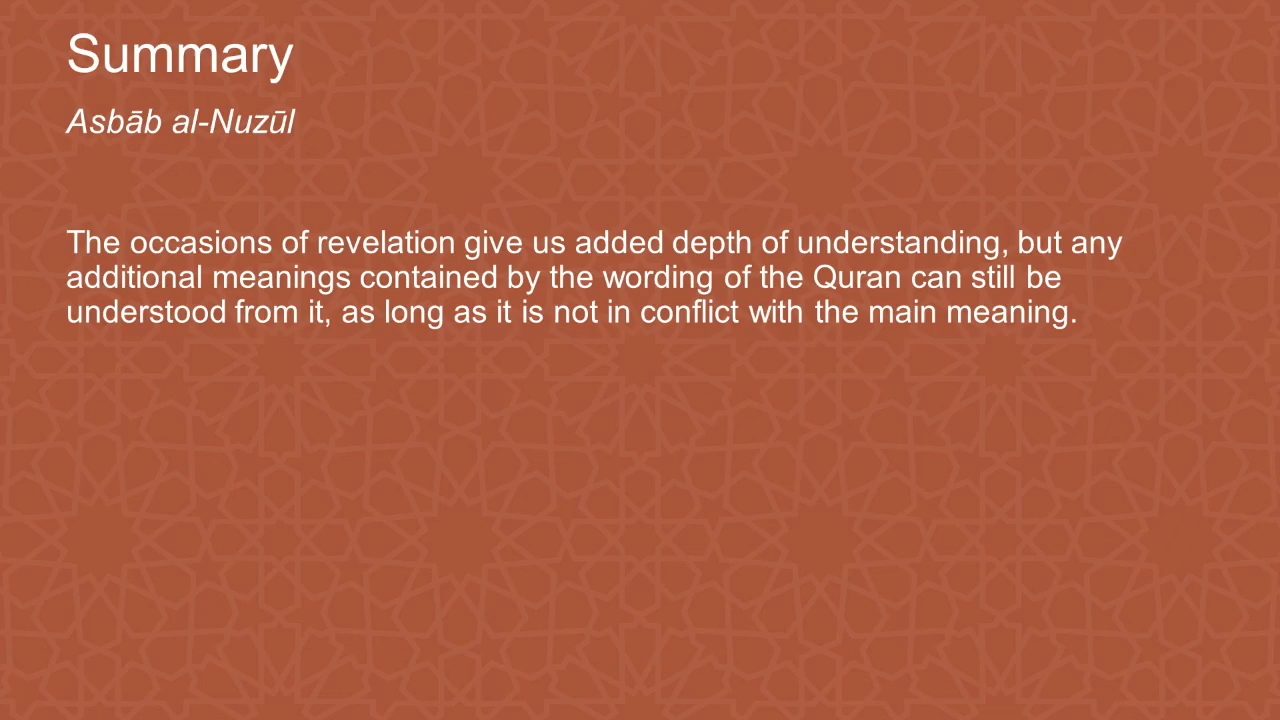 Summary
Asbāb al-Nuzūl
The occasions of revelation give us added depth of understanding, but any
additional meanings contained by the wording of the Quran can still be
understood from it, as long as it is not in conflict with the main meaning.